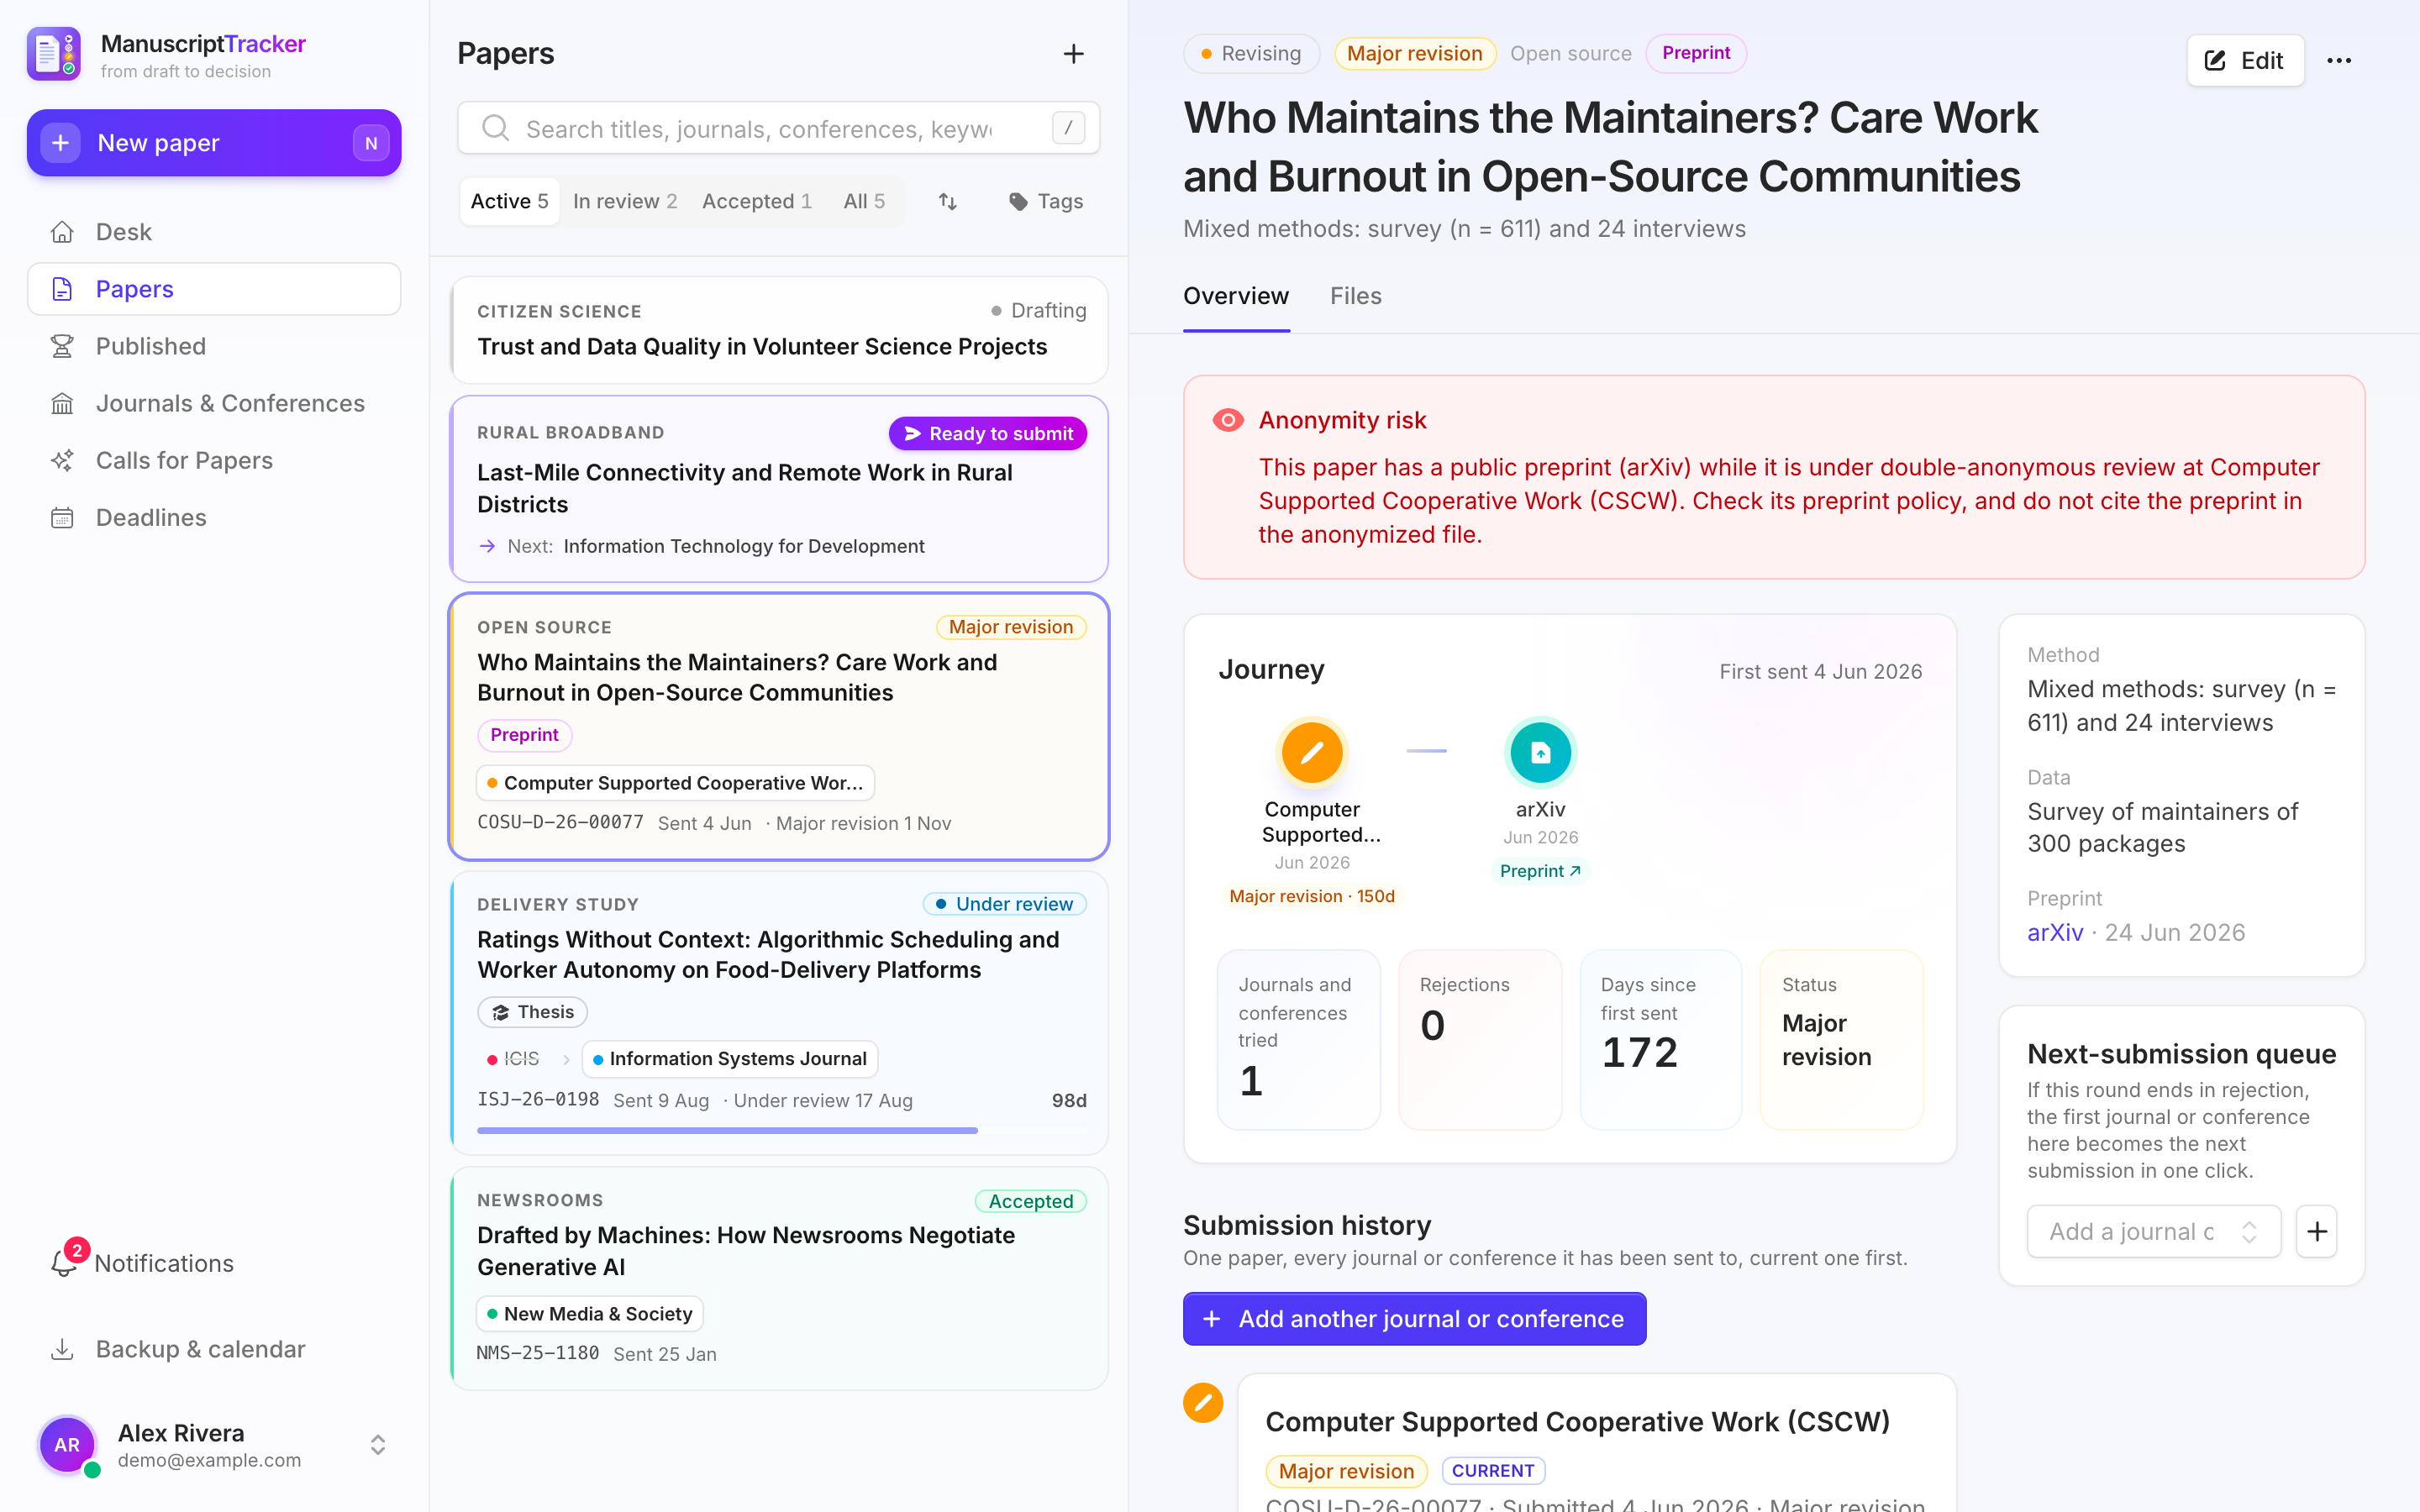 ManuscriptTracker
from draft to decision
New paper
N
Desk
Papers
Published
Journals & Conferences
Calls for Papers
Deadlines
2
Notifications
Backup & calendar
AR
Alex Rivera
demo@example.com
Papers
Search titles, journals, conferences, keyw
/
Active 5
In review 2
Accepted 1
All 5
Tags
CITIZEN SCIENCE
Drafting
Trust and Data Quality in Volunteer Science Projects
RURAL BROADBAND
Ready to submit
Last-Mile Connectivity and Remote Work in Rural
Districts
Next: Information Technology for Development
OPEN SOURCE
Major revision
Who Maintains the Maintainers? Care Work and
Burnout in Open-Source Communities
Preprint
Computer Supported Cooperative Wor...
COSU-D-26-00077 Sent 4 Jun · Major revision 1 Nov
DELIVERY STUDY
Under review
Ratings Without Context: Algorithmic Scheduling and
Worker Autonomy on Food-Delivery Platforms
Thesis
ICIS
Information Systems Journal
ISJ-26-0198 Sent 9 Aug · Under review 17 Aug
98d
NEWSROOMS
Accepted
Drafted by Machines: How Newsrooms Negotiate
Generative AI
New Media & Society
NMS-25-1180 Sent 25 Jan
Revising
Major revision
Open source
Preprint
Edit
Who Maintains the Maintainers? Care Work
and Burnout in Open-Source Communities
Mixed methods: survey (n = 611) and 24 interviews
Overview
Files
Anonymity risk
This paper has a public preprint (arXiv) while it is under double-anonymous review at Computer
Supported Cooperative Work (CSCW). Check its preprint policy, and do not cite the preprint in
the anonymized file.
Journey
First sent 4 Jun 2026
Computer
Supported...
Jun 2026
Major revision · 150d
arXiv
Jun 2026
Preprint
Journals and
conferences
tried
1
Rejections
0
Days since
first sent
172
Status
Major
revision
Submission history
One paper, every journal or conference it has been sent to, current one first.
Add another journal or conference
Computer Supported Cooperative Work (CSCW)
Major revision
CURRENT
COSU-D-26-00077 · Submitted 4 Jun 2026 · Major revision
Method
Mixed methods: survey (n =
611) and 24 interviews
Data
Survey of maintainers of
300 packages
Preprint
arXiv · 24 Jun 2026
Next-submission queue
If this round ends in rejection,
the first journal or conference
here becomes the next
submission in one click.
Add a journal c